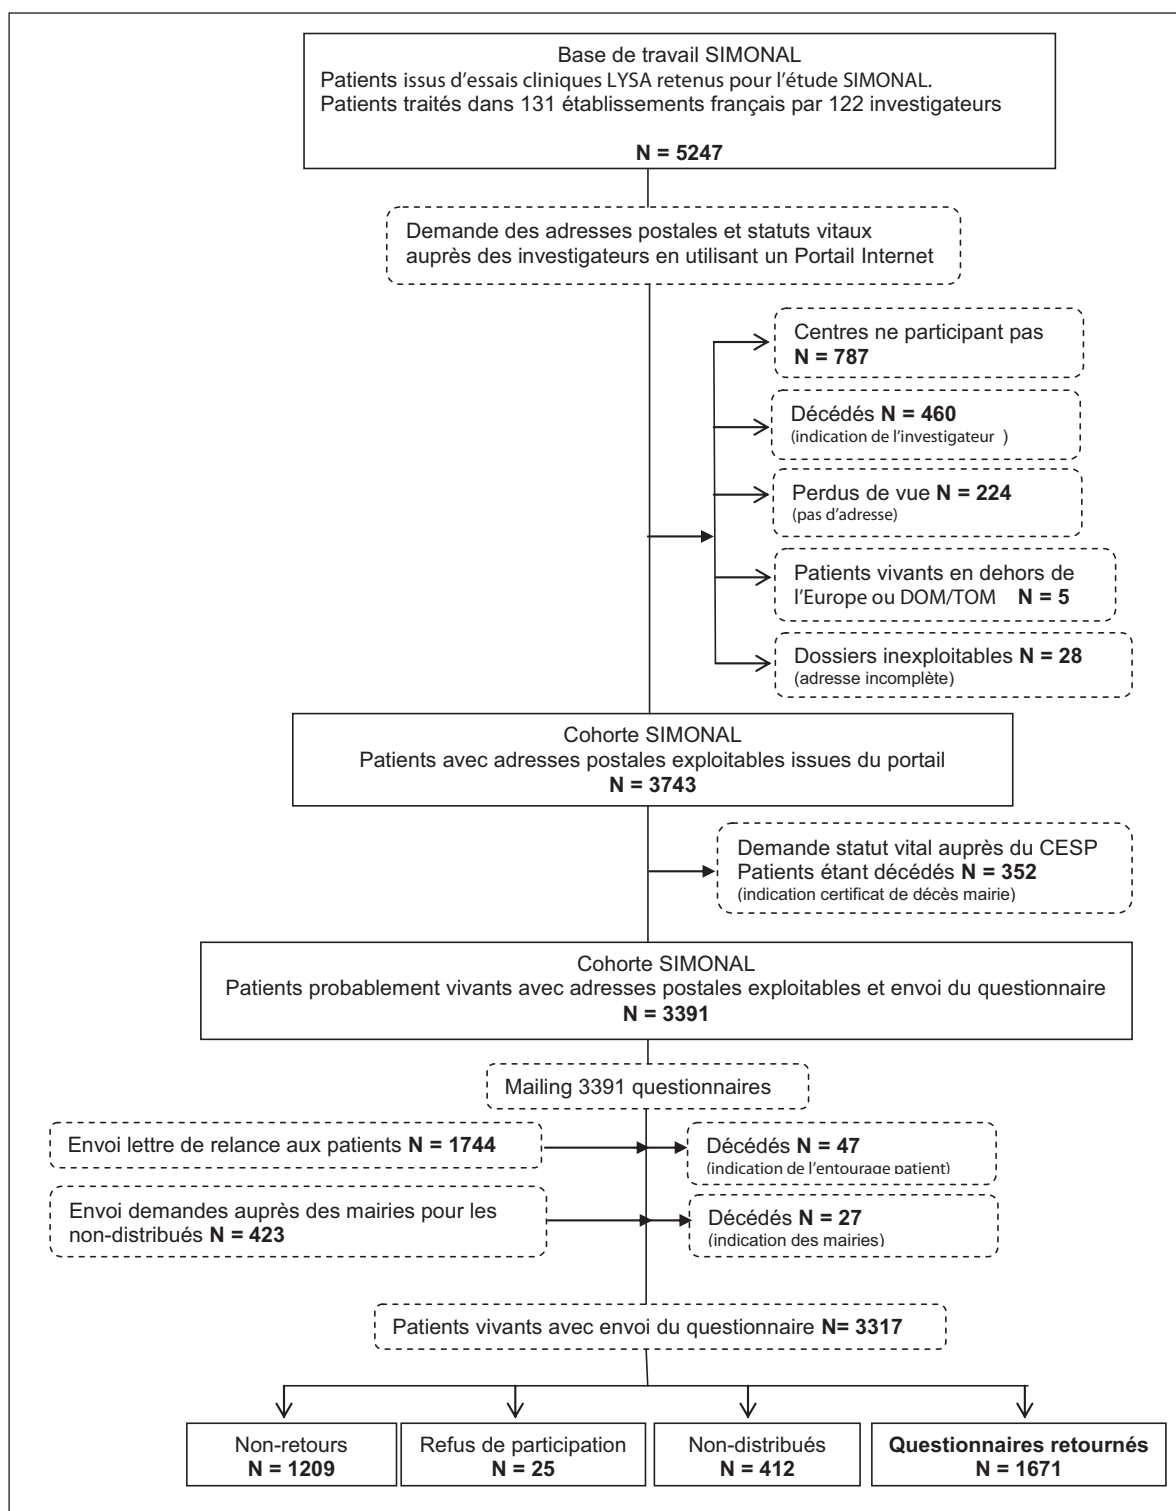 Base de travail SIMONAL
Patients issus d'essais cliniques LYSA retenus pour l'étude SIMONAL.
Patients traités dans 131 établissements français par 122 investigateurs
N = 5247
Demande des adresses postales et statuts vitaux
auprès des investigateurs en utilisant un Portail Internet
Centres ne participant pas
N = 787
Décédés N = 460
(indication de l'investigateur )
Perdus de vue N = 224
(pas d'adresse)
Patients vivants en dehors de
l'Europe ou DOM/TOM N = 5
Dossiers inexploitables N = 28
(adresse incomplète)
Cohorte SIMONAL
Patients avec adresses postales exploitables issues du portail
N = 3743
Demande statut vital auprès du CESP
Patients étant décédés N = 352
(indication certificat de décès mairie)
Cohorte SIMONAL
Patients probablement vivants avec adresses postales exploitables et envoi du questionnaire
N = 3391
Mailing 3391 questionnaires
Envoi lettre de relance aux patients N = 1744
Décédés N = 47
(indication de l'entourage patient)
Envoi demandes auprès des mairies pour les
non-distribués N = 423
Décédés N = 27
(indication des mairies)
Patients vivants avec envoi du questionnaire N= 3317
Non-retours
N = 1209
Refus de participation
N = 25
Non-distribués
N = 412
Questionnaires retournés
N = 1671